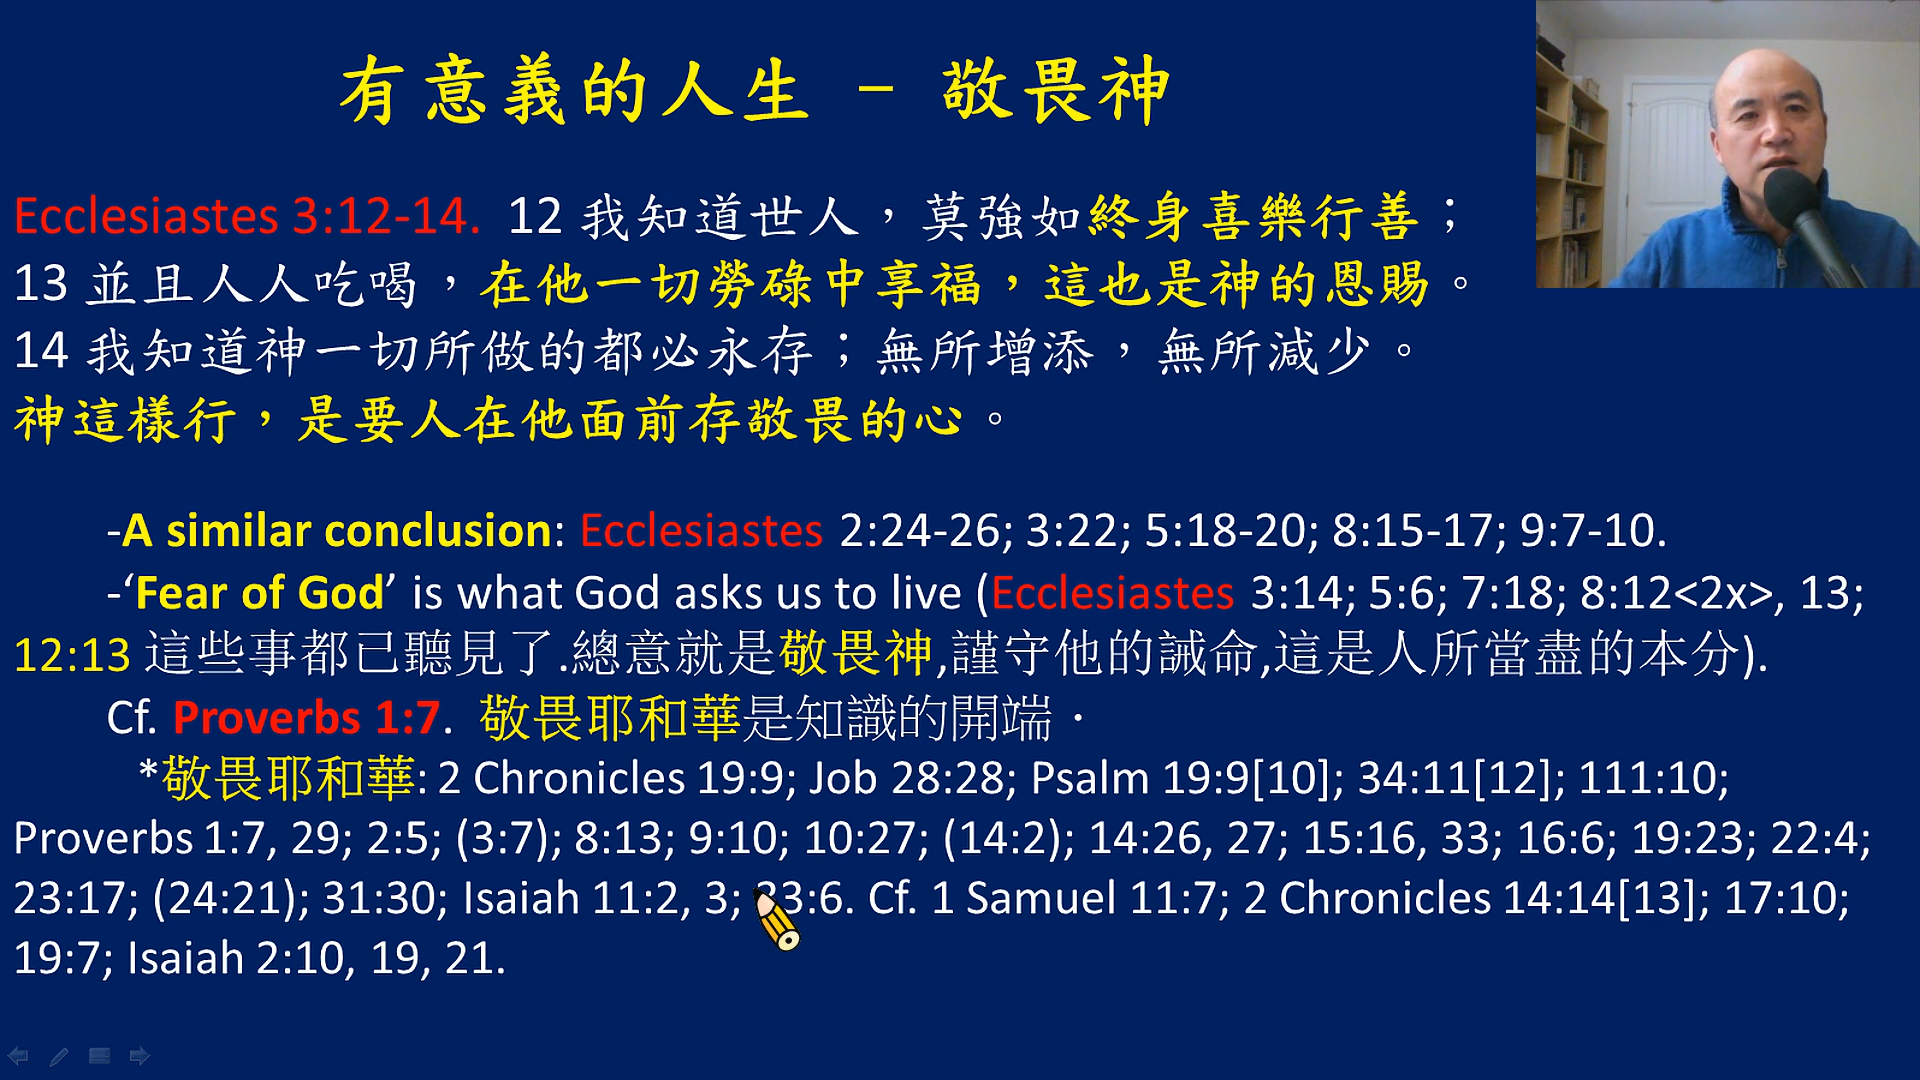 有意義的人生 – 敬畏神
Ecclesiastes 3:12-14. 12 我知道世人，莫強如終身喜樂行善；
13 並且人人吃喝，在他一切勞碌中享福，這也是神的恩賜。
14 我知道神一切所做的都必永存；無所增添，無所減少。
神這樣行，是要人在他面前存敬畏的心。
-A similar conclusion: Ecclesiastes 2:24-26; 3:22; 5:18-20; 8:15-17; 9:7-10.
-‘Fear of God’ is what God asks us to live (Ecclesiastes 3:14; 5:6; 7:18; 8:12<2x>, 13;
12:13 這些事都已聽見了.總意就是敬畏神,謹守他的誡命,這是人所當盡的本分).
Cf. Proverbs 1:7. 敬畏耶和華是知識的開端．
*敬畏耶和華: 2 Chronicles 19:9; Job 28:28; Psalm 19:9[10]; 34:11[12]; 111:10;
Proverbs 1:7, 29; 2:5; (3:7); 8:13; 9:10; 10:27; (14:2); 14:26, 27; 15:16, 33; 16:6; 19:23; 22:4;
23:17; (24:21); 31:30; Isaiah 11:2, 3; 33:6. Cf. 1 Samuel 11:7; 2 Chronicles 14:14[13]; 17:10;
19:7; Isaiah 2:10, 19, 21.